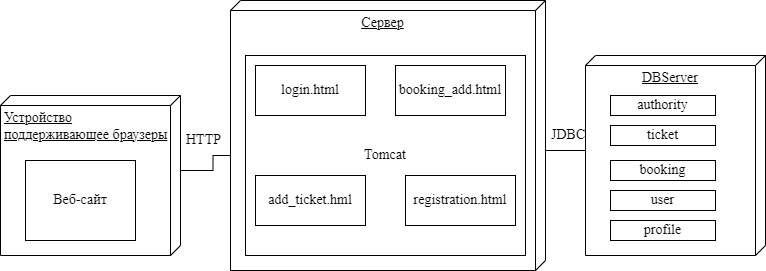 Сервер
login.html
booking_add.html
Tomcat
add_ticket.hml
registration.html
DBServer
authority
ticket
booking
user
profile
Устройство
поддерживающее браузеры
Веб-сайт
HTTP
JDBC